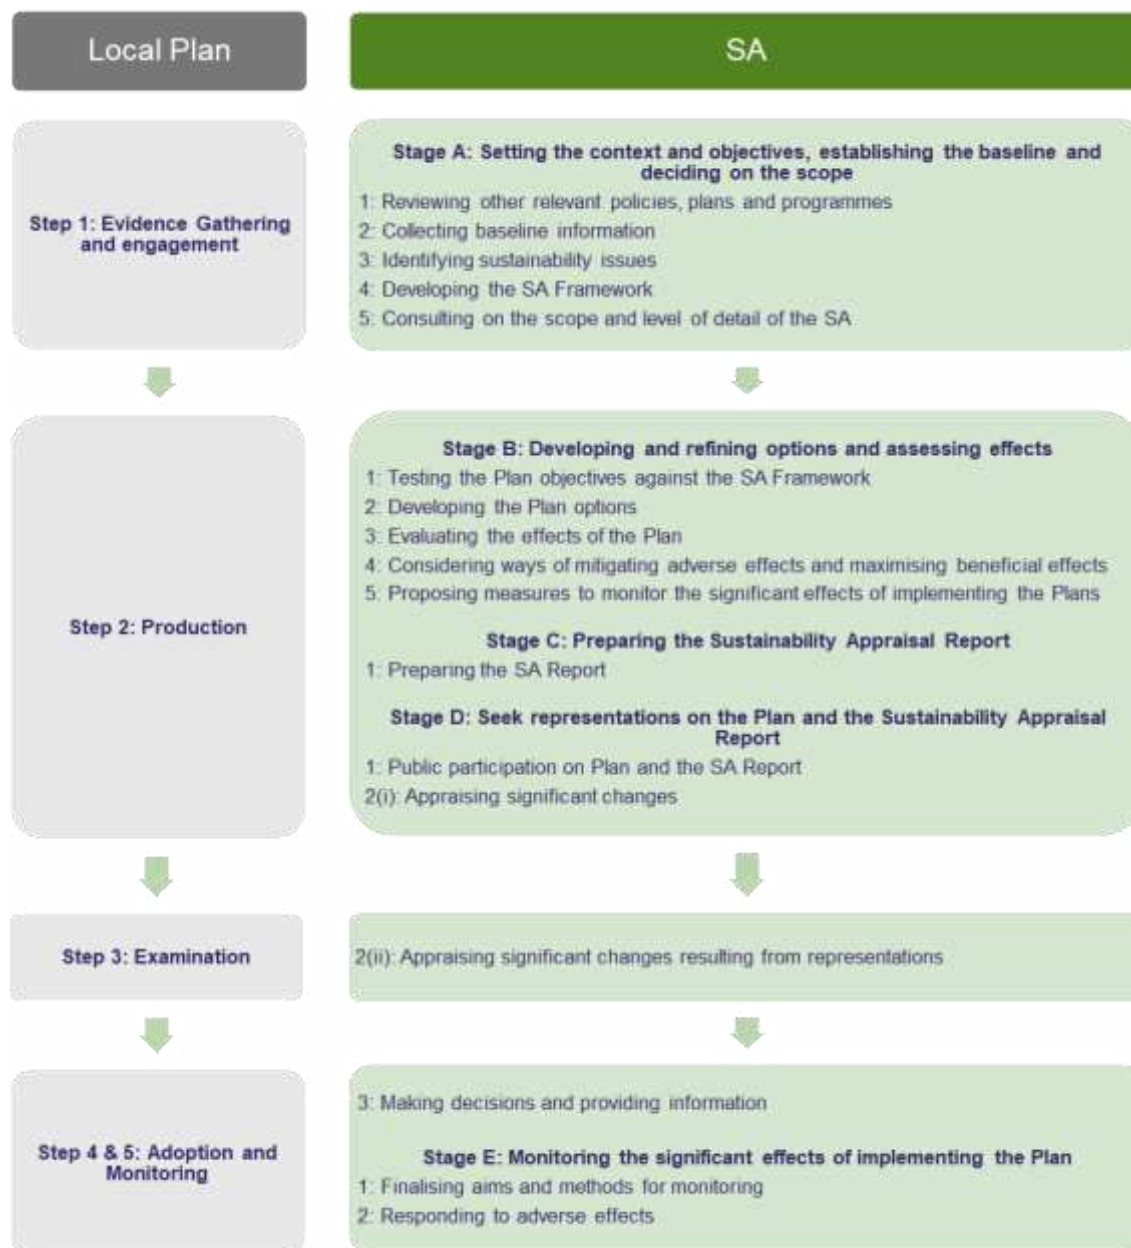 Local Plan
SA
Step 1: Evidence Gathering
and engagement
Stage A: Setting the context and objectives, establishing the baseline and
deciding on the scope
1: Reviewing other relevant policies, plans and programmes
2: Collecting baseline information
3: Identifying sustainability issues
4: Developing the SA Framework
5: Consulting on the scope and level of detail of the SA
Step 2: Production
Stage B: Developing and refining options and assessing effects
1: Testing the Plan objectives against the SA Framework
2: Developing the Plan options
3: Evaluating the effects of the Plan
4: Considering ways of mitigating adverse effects and maximising beneficial effects
5: Proposing measures to monitor the significant effects of implementing the Plans
Stage C: Preparing the Sustainability Appraisal Report
1: Preparing the SA Report
Stage D: Seek representations on the Plan and the Sustainability Appraisal
Report
1: Public participation on Plan and the SA Report
2(i): Appraising significant changes
Step 3: Examination
2(ii): Appraising significant changes resulting from representations
Step 4 & 5: Adoption and
Monitoring
3: Making decisions and providing information
Stage E: Monitoring the significant effects of implementing the Plan
1: Finalising aims and methods for monitoring
2: Responding to adverse effects